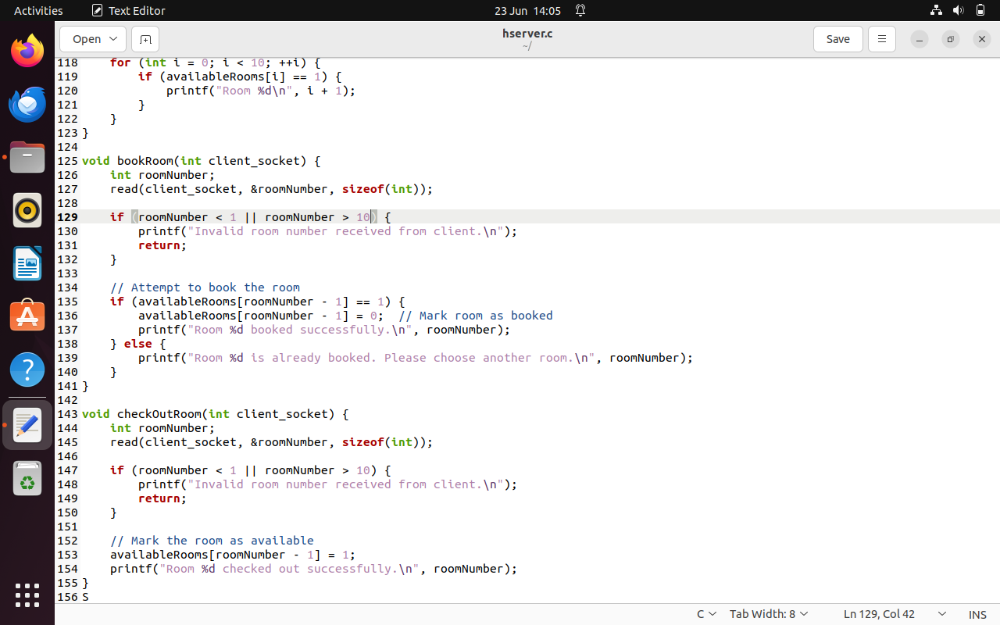 Activities Text Editor 23 Jun 14:05
Open hserver.c Save
~/
118     for (int i = 0; i < 10; ++i) {
119         if (availableRooms[i] == 1) {
120             printf("Room %d\n", i + 1);
121         }
122     }
123 }
124
125 void bookRoom(int client_socket) {
126     int roomNumber;
127     read(client_socket, &roomNumber, sizeof(int));
128
129     if (roomNumber < 1 || roomNumber > 10) {
130         printf("Invalid room number received from client.\n");
131         return;
132     }
133
134     // Attempt to book the room
135     if (availableRooms[roomNumber - 1] == 1) {
136         availableRooms[roomNumber - 1] = 0;  // Mark room as booked
137         printf("Room %d booked successfully.\n", roomNumber);
138     } else {
139         printf("Room %d is already booked. Please choose another room.\n", roomNumber);
140     }
141 }
142
143 void checkOutRoom(int client_socket) {
144     int roomNumber;
145     read(client_socket, &roomNumber, sizeof(int));
146
147     if (roomNumber < 1 || roomNumber > 10) {
148         printf("Invalid room number received from client.\n");
149         return;
150     }
151
152     // Mark the room as available
153     availableRooms[roomNumber - 1] = 1;
154     printf("Room %d checked out successfully.\n", roomNumber);
155 }
156 S
C Tab Width: 8 Ln 129, Col 42 INS